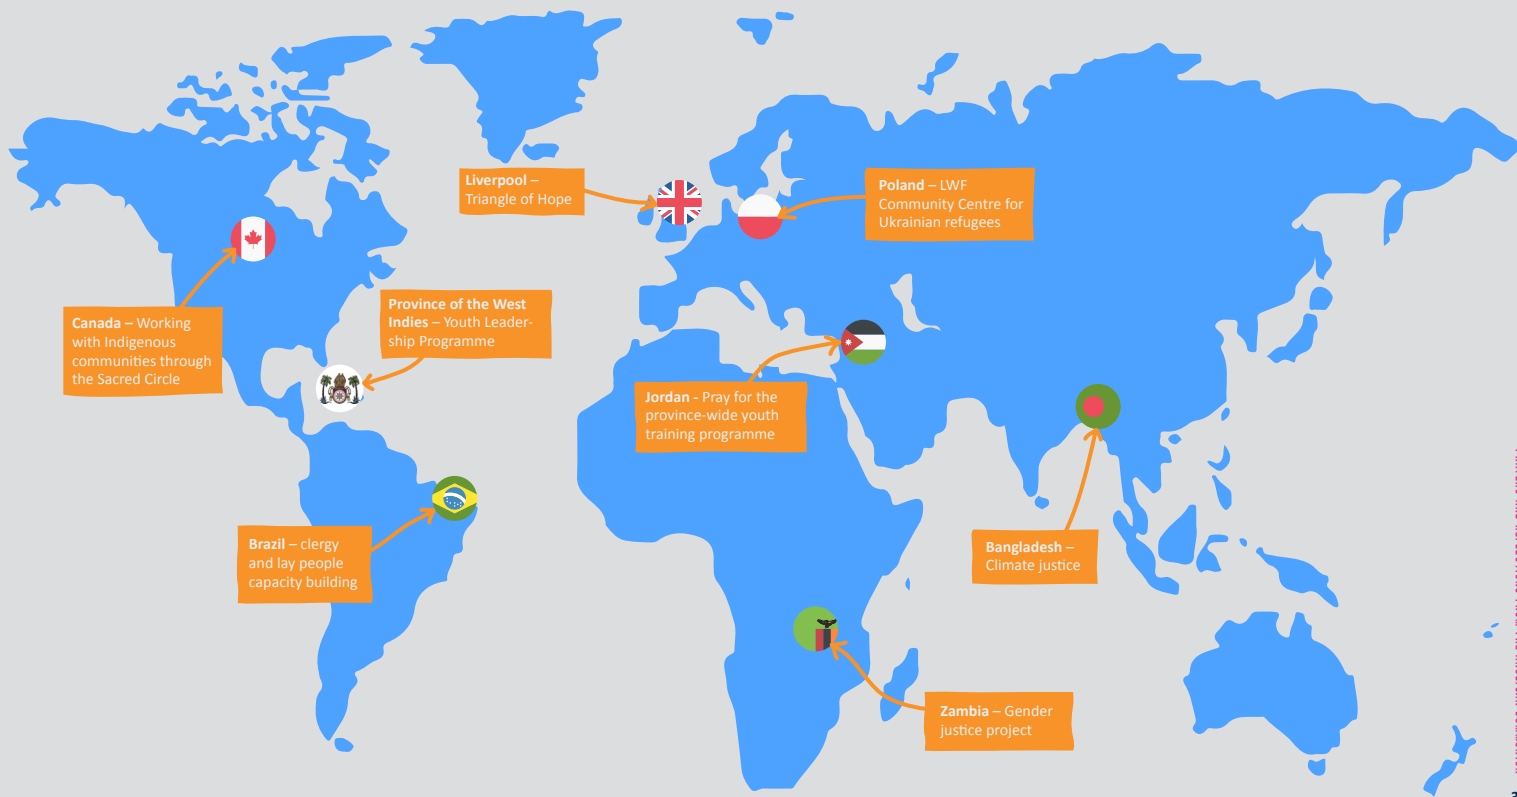 Liverpool –
Triangle of Hope
Poland – LWF
Community Centre for
Ukrainian refugees
Canada – Working
with Indigenous
communities through
the Sacred Circle
Province of the West
Indies – Youth Leader-
ship Programme
Jordan - Pray for the
province-wide youth
training programme
Brazil – clergy
and lay people
capacity building
Bangladesh –
Climate justice
Zambia – Gender
justice project